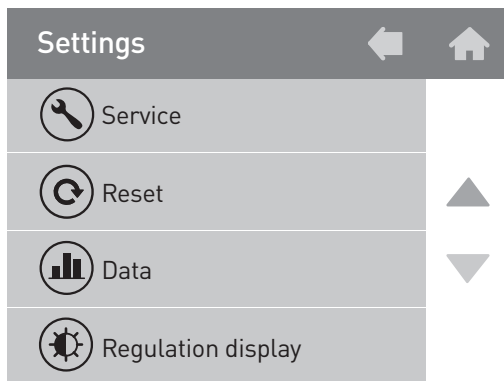 Settings
Service
Reset
Data
Regulation display